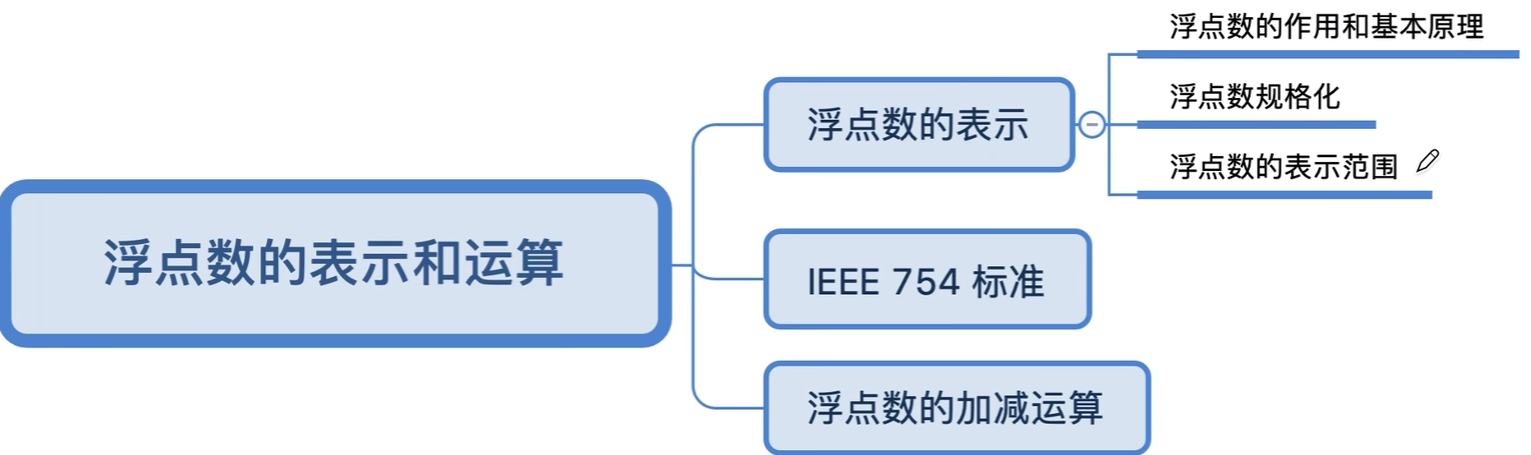 浮点数的表示和运算
浮点数的表示
浮点数的作用和基本原理
浮点数规格化
浮点数的表示范围
IEEE 754 标准
浮点数的加减运算